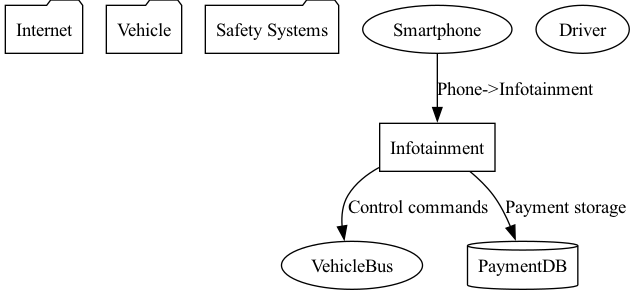 Internet
Vehicle
Safety Systems
Smartphone
Driver
Phone->Infotainment
Infotainment
Control commands
Payment storage
VehicleBus
PaymentDB